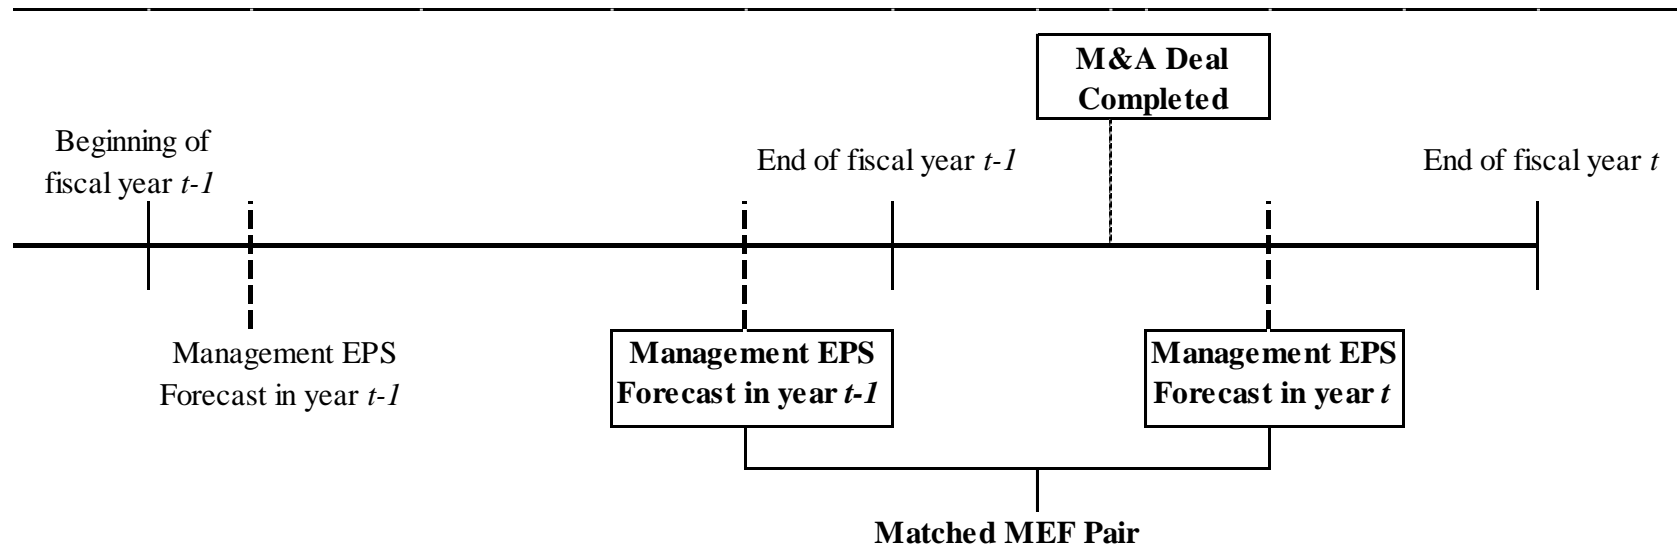 M&A Deal
Completed
Beginning of
fiscal year t-1
End of fiscal year t-1
End of fiscal year t
Management EPS
Forecast in year t-1
Management EPS
Forecast in year t-1
Management EPS
Forecast in year t
Matched MEF Pair